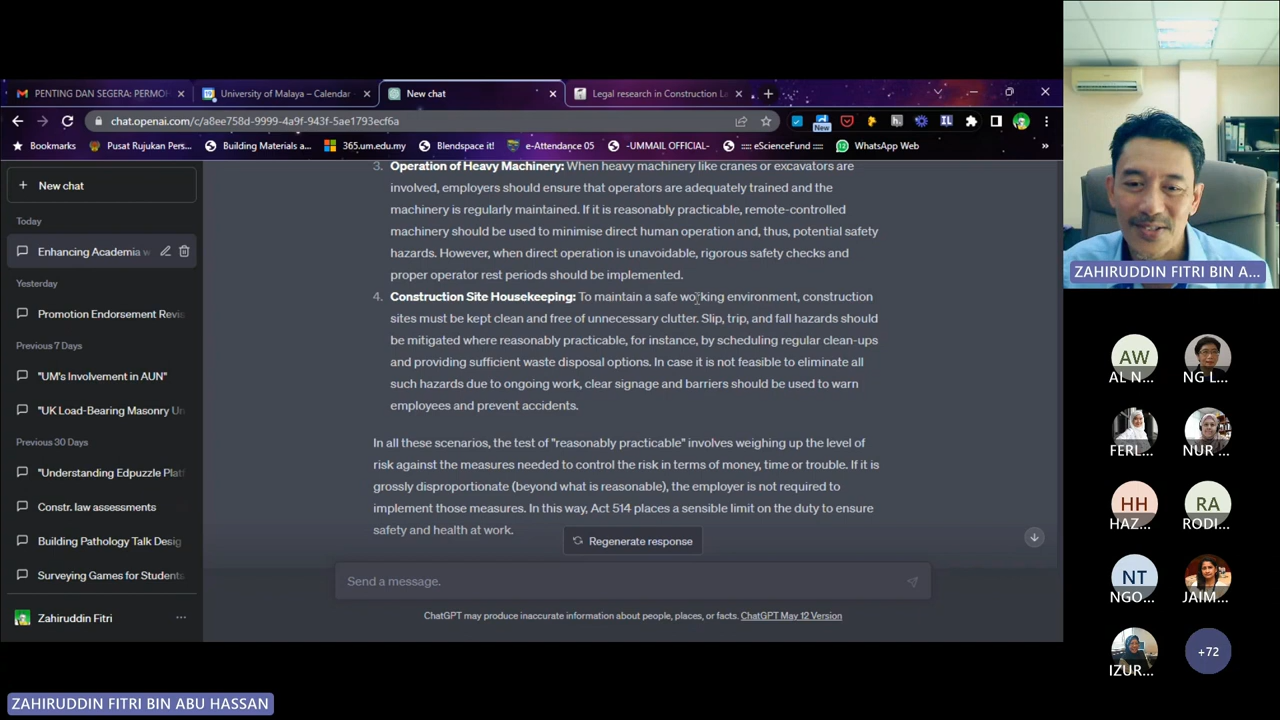 PENTING DAN SEGERA: PERMOH
University of Malaya - Calendar -
New chat
Legal research in Construction La
chat.openai.com/c/a8ee758d-9999-4a9f-943f-5ae1793ecf6a
New
Bookmarks
Pusat Rujukan Pers...
Building Materials a...
365.um.edu.my
Blendspace it!
e-Attendance 05
-UMMAIL OFFICIAL-
::::: eScienceFund :::::
WhatsApp Web
»
+ New chat
Today
Enhancing Academia w
Yesterday
Promotion Endorsement Revis
Previous 7 Days
"UM's Involvement in AUN"
"UK Load-Bearing Masonry Un
Previous 30 Days
"Understanding Edpuzzle Platf
Constr. law assessments
Building Pathology Talk Desig
Surveying Games for Students
Zahiruddin Fitri
3. Operation of Heavy Machinery: When heavy machinery like cranes or excavators are
involved, employers should ensure that operators are adequately trained and the
machinery is regularly maintained. If it is reasonably practicable, remote-controlled
machinery should be used to minimise direct human operation and, thus, potential safety
hazards. However, when direct operation is unavoidable, rigorous safety checks and
proper operator rest periods should be implemented.
4. Construction Site Housekeeping: To maintain a safe working environment, construction
sites must be kept clean and free of unnecessary clutter. Slip, trip, and fall hazards should
be mitigated where reasonably practicable, for instance, by scheduling regular clean-ups
and providing sufficient waste disposal options. In case it is not feasible to eliminate all
such hazards due to ongoing work, clear signage and barriers should be used to warn
employees and prevent accidents.
In all these scenarios, the test of "reasonably practicable" involves weighing up the level of
risk against the measures needed to control the risk in terms of money, time or trouble. If it is
grossly disproportionate (beyond what is reasonable), the employer is not required to
implement those measures. In this way, Act 514 places a sensible limit on the duty to ensure
safety and health at work.
Regenerate response
Send a message.
ChatGPT may produce inaccurate information about people, places, or facts. ChatGPT May 12 Version
ZAHIRUDDIN FITRI BIN A...
AW
AL N...
NG L...
FERL...
NUR ...
HH
HAZ...
RA
RODI...
NT
NGO...
JAIM...
IZUR...
+72
ZAHIRUDDIN FITRI BIN ABU HASSAN